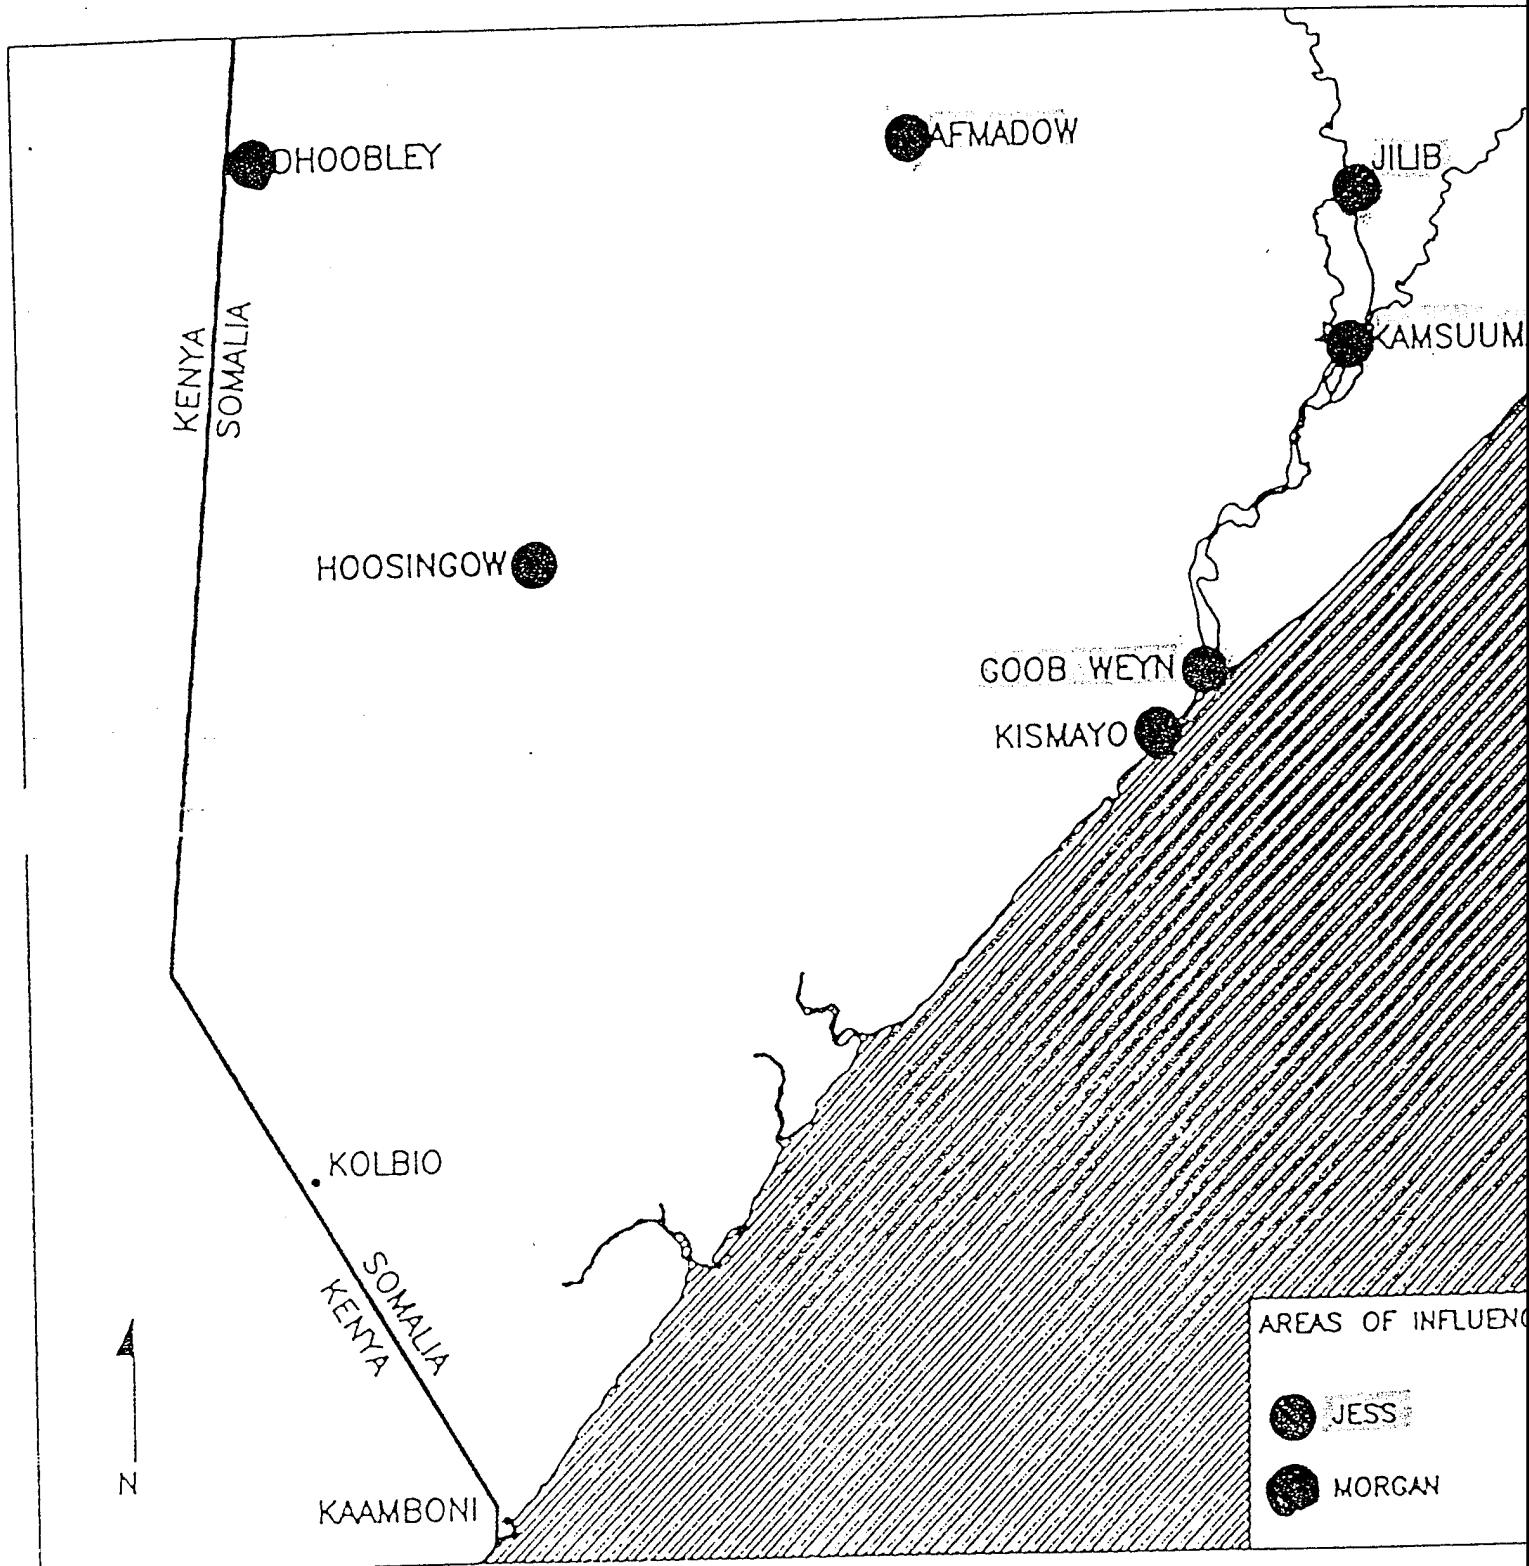 AFMADOW
DHOOBLEY
JILIB
KENYA
SOMALIA
KAMSUUM
HOOSINGOW
GOOB WEYN
KISMAYO
KOLBIO
SOMALIA
KENYA
AREAS OF INFLUENC
JESS
MORGAN
N
KAAMBONI